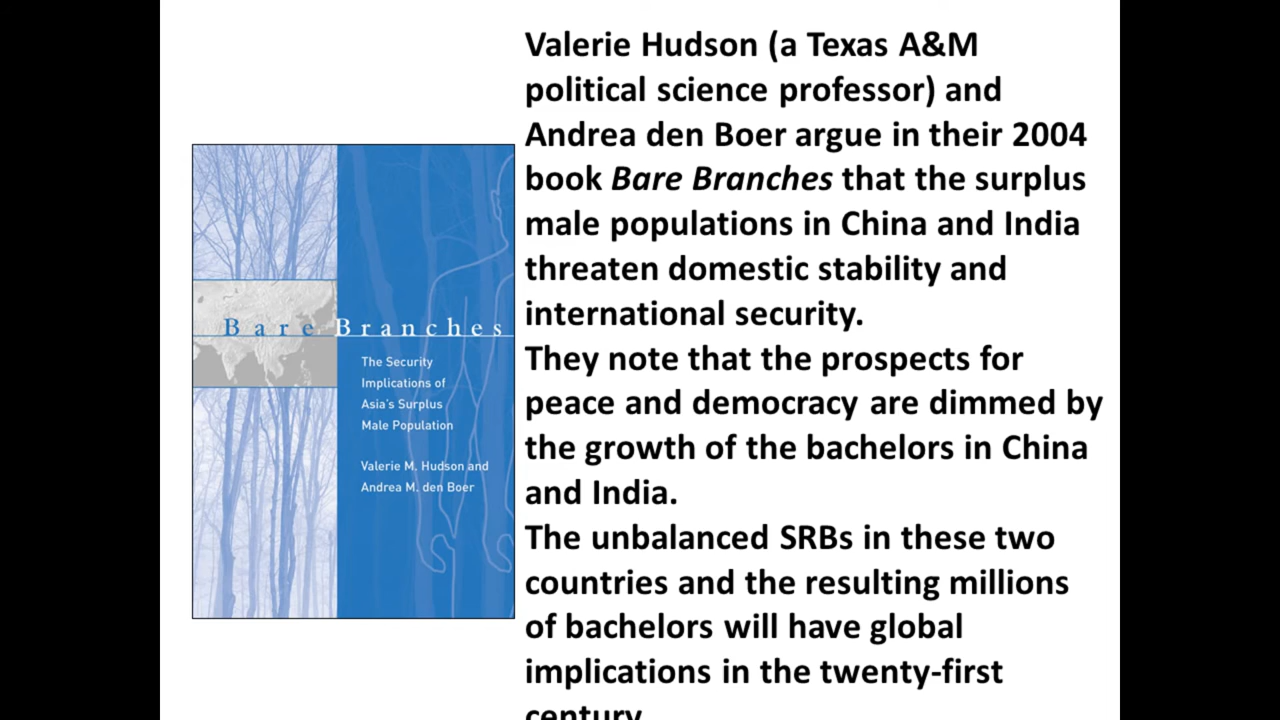 Valerie Hudson (a Texas A&M
political science professor) and
Andrea den Boer argue in their 2004
book Bare Branches that the surplus
male populations in China and India
threaten domestic stability and
international security.
They note that the prospects for
peace and democracy are dimmed by
the growth of the bachelors in China
and India.
The unbalanced SRBs in these two
countries and the resulting millions
of bachelors will have global
implications in the twenty-first
century.
Bare Branches
The Security
Implications of
Asia's Surplus
Male Population
Valerie M. Hudson and
Andrea M. den Boer